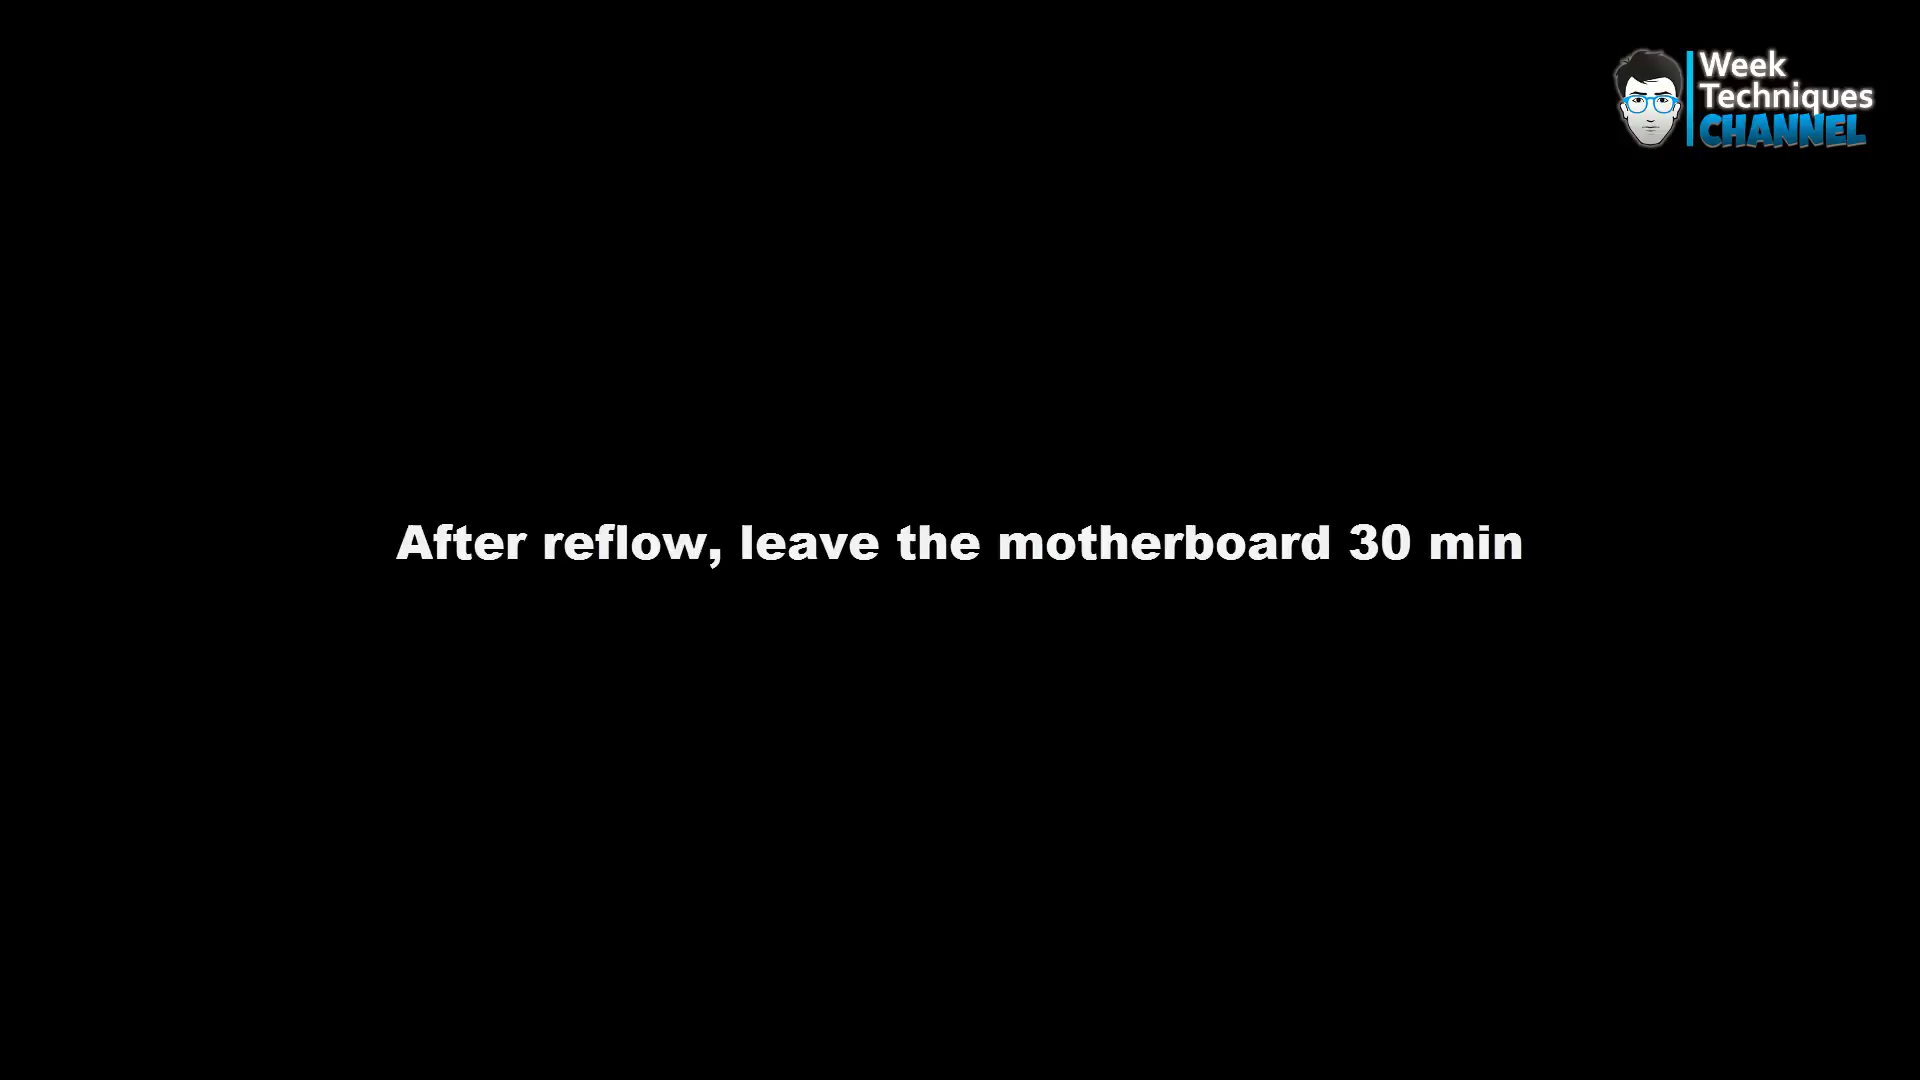 Week
Techniques
CHANNEL
After reflow, leave the motherboard 30 min